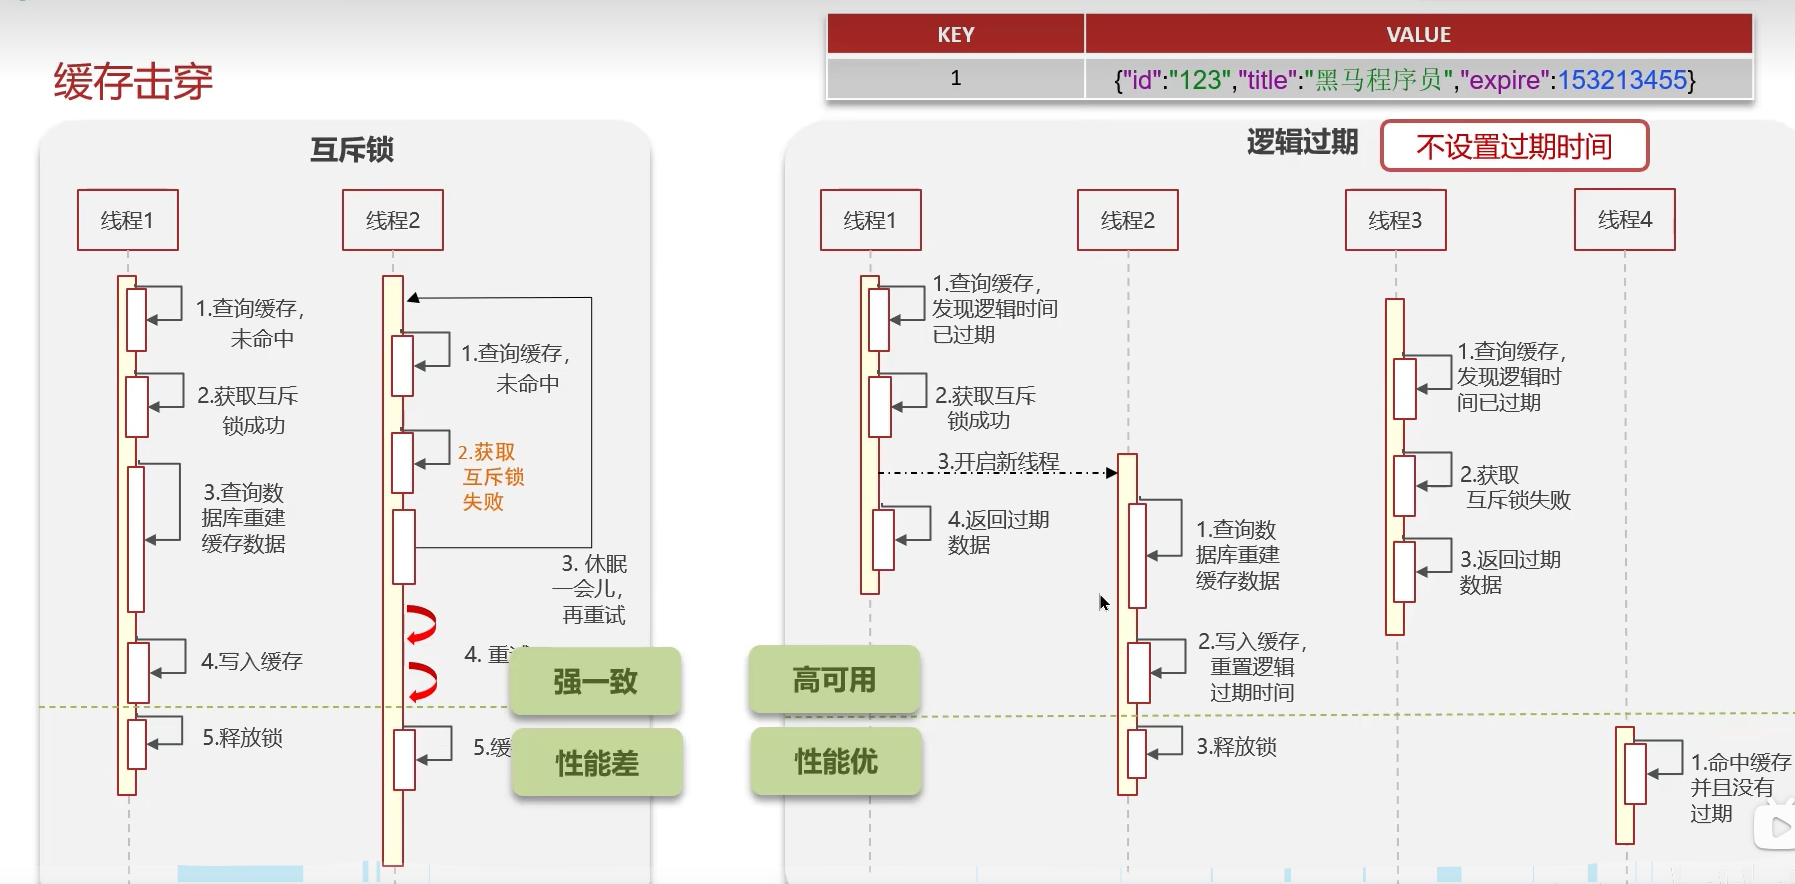 缓存击穿
KEY
VALUE
1
{"id":"123","title":"黑马程序员","expire":153213455}
互斥锁
线程1
线程2
1.查询缓存，
未命中
2.获取互斥
锁成功
3.查询数
据库重建
缓存数据
4.写入缓存
5.释放锁
1.查询缓存，
未命中
2.获取
互斥锁
失败
3. 休眠
一会儿，
再重试
4. 重
5.缓
强一致
性能差
逻辑过期
不设置过期时间
线程1
线程2
线程3
线程4
1.查询缓存，
发现逻辑时间
已过期
2.获取互斥
锁成功
3.开启新线程
4.返回过期
数据
高可用
性能优
1.查询数
据库重建
缓存数据
2.写入缓存，
重置逻辑
过期时间
3.释放锁
1.查询缓存，
发现逻辑时
间已过期
2.获取
互斥锁失败
3.返回过期
数据
1.命中缓存
并且没有
过期